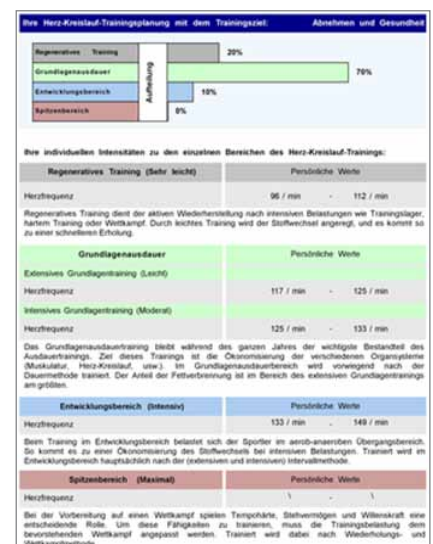 Ihre Herz-Kreislauf-Trainingsplanung mit dem Trainingsziel: Abnehmen und Gesundheit
Regeneratives Training 20%
Grundlagenausdauer 70%
Entwicklungsbereich 10%
Spitzenbereich 0%
Aufteilung
Ihre individuellen Intensitäten zu den einzelnen Bereichen des Herz-Kreislauf-Trainings:
Regeneratives Training (Sehr leicht) Persönliche Werte
Herzfrequenz 96 / min - 112 / min
Regeneratives Training dient der aktiven Wiederherstellung nach intensiven Belastungen wie Trainingslager,
hartem Training oder Wettkampf. Durch leichtes Training wird der Stoffwechsel angeregt, und es kommt so
zu einer schnelleren Erholung.
Grundlagenausdauer Persönliche Werte
Extensives Grundlagentraining (Leicht)
Herzfrequenz 117 / min - 125 / min
Intensives Grundlagentraining (Moderat)
Herzfrequenz 125 / min - 133 / min
Das Grundlagenausdauertraining bleibt während des ganzen Jahres der wichtigste Bestandteil des
Ausdauertrainings. Ziel dieses Trainings ist die Ökonomisierung der verschiedenen Organsysteme
(Muskulatur, Herz-Kreislauf, usw.). Im Grundlagenausdauerbereich wird vorwiegend nach der
Dauermethode trainiert. Der Anteil der Fettverbrennung ist im Bereich des extensiven Grundlagentrainings
am größten.
Entwicklungsbereich (Intensiv) Persönliche Werte
Herzfrequenz 133 / min - 149 / min
Beim Training im Entwicklungsbereich belastet sich der Sportler im aerob-anaeroben Übergangsbereich.
So kommt es zu einer Ökonomisierung des Stoffwechsels bei intensiven Belastungen. Trainiert wird im
Entwicklungsbereich hauptsächlich nach der (extensiven und intensiven) Intervallmethode.
Spitzenbereich (Maximal) Persönliche Werte
Herzfrequenz \ - \
Bei der Vorbereitung auf einen Wettkampf spielen Tempohärte, Stehvermögen und Willenskraft eine
entscheidende Rolle. Um diese Fähigkeiten zu trainieren, muss die Trainingsbelastung dem
bevorstehenden Wettkampf angepasst werden. Trainiert wird dabei nach Wiederholungs- und
Wettkampfmethode.